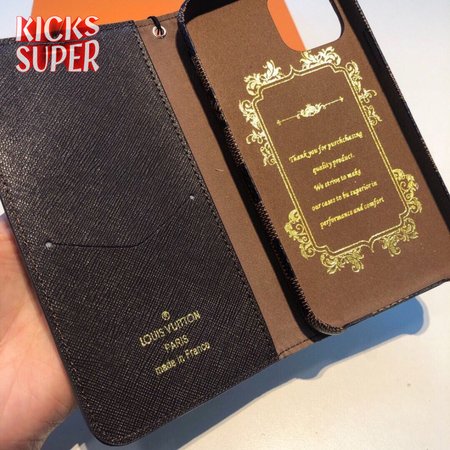 KICKS
SUPER
Thank you for purchchasing
quality product.
We strive to make
our cases to be superior in
performance and comfort
LOUIS VUITTON
PARIS
made in France